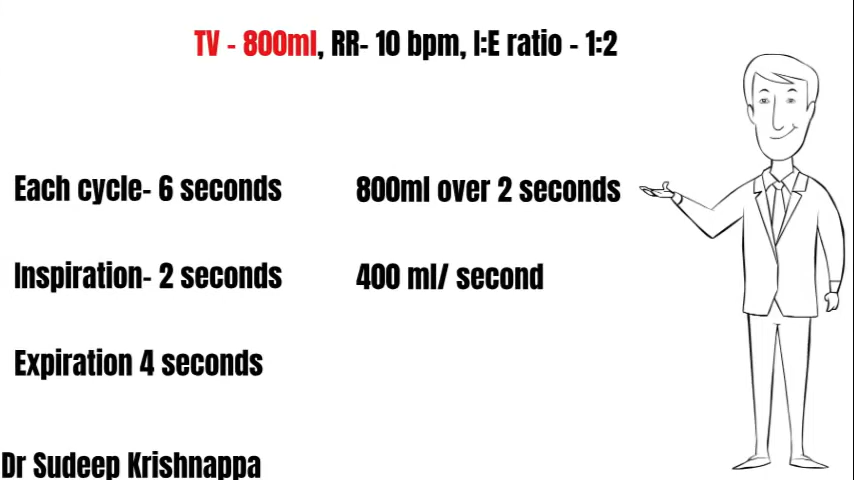 TV - 800ml, RR- 10 bpm, I:E ratio - 1:2
Each cycle- 6 seconds
800ml over 2 seconds
Inspiration- 2 seconds
400 ml/ second
Expiration 4 seconds
Dr Sudeep Krishnappa